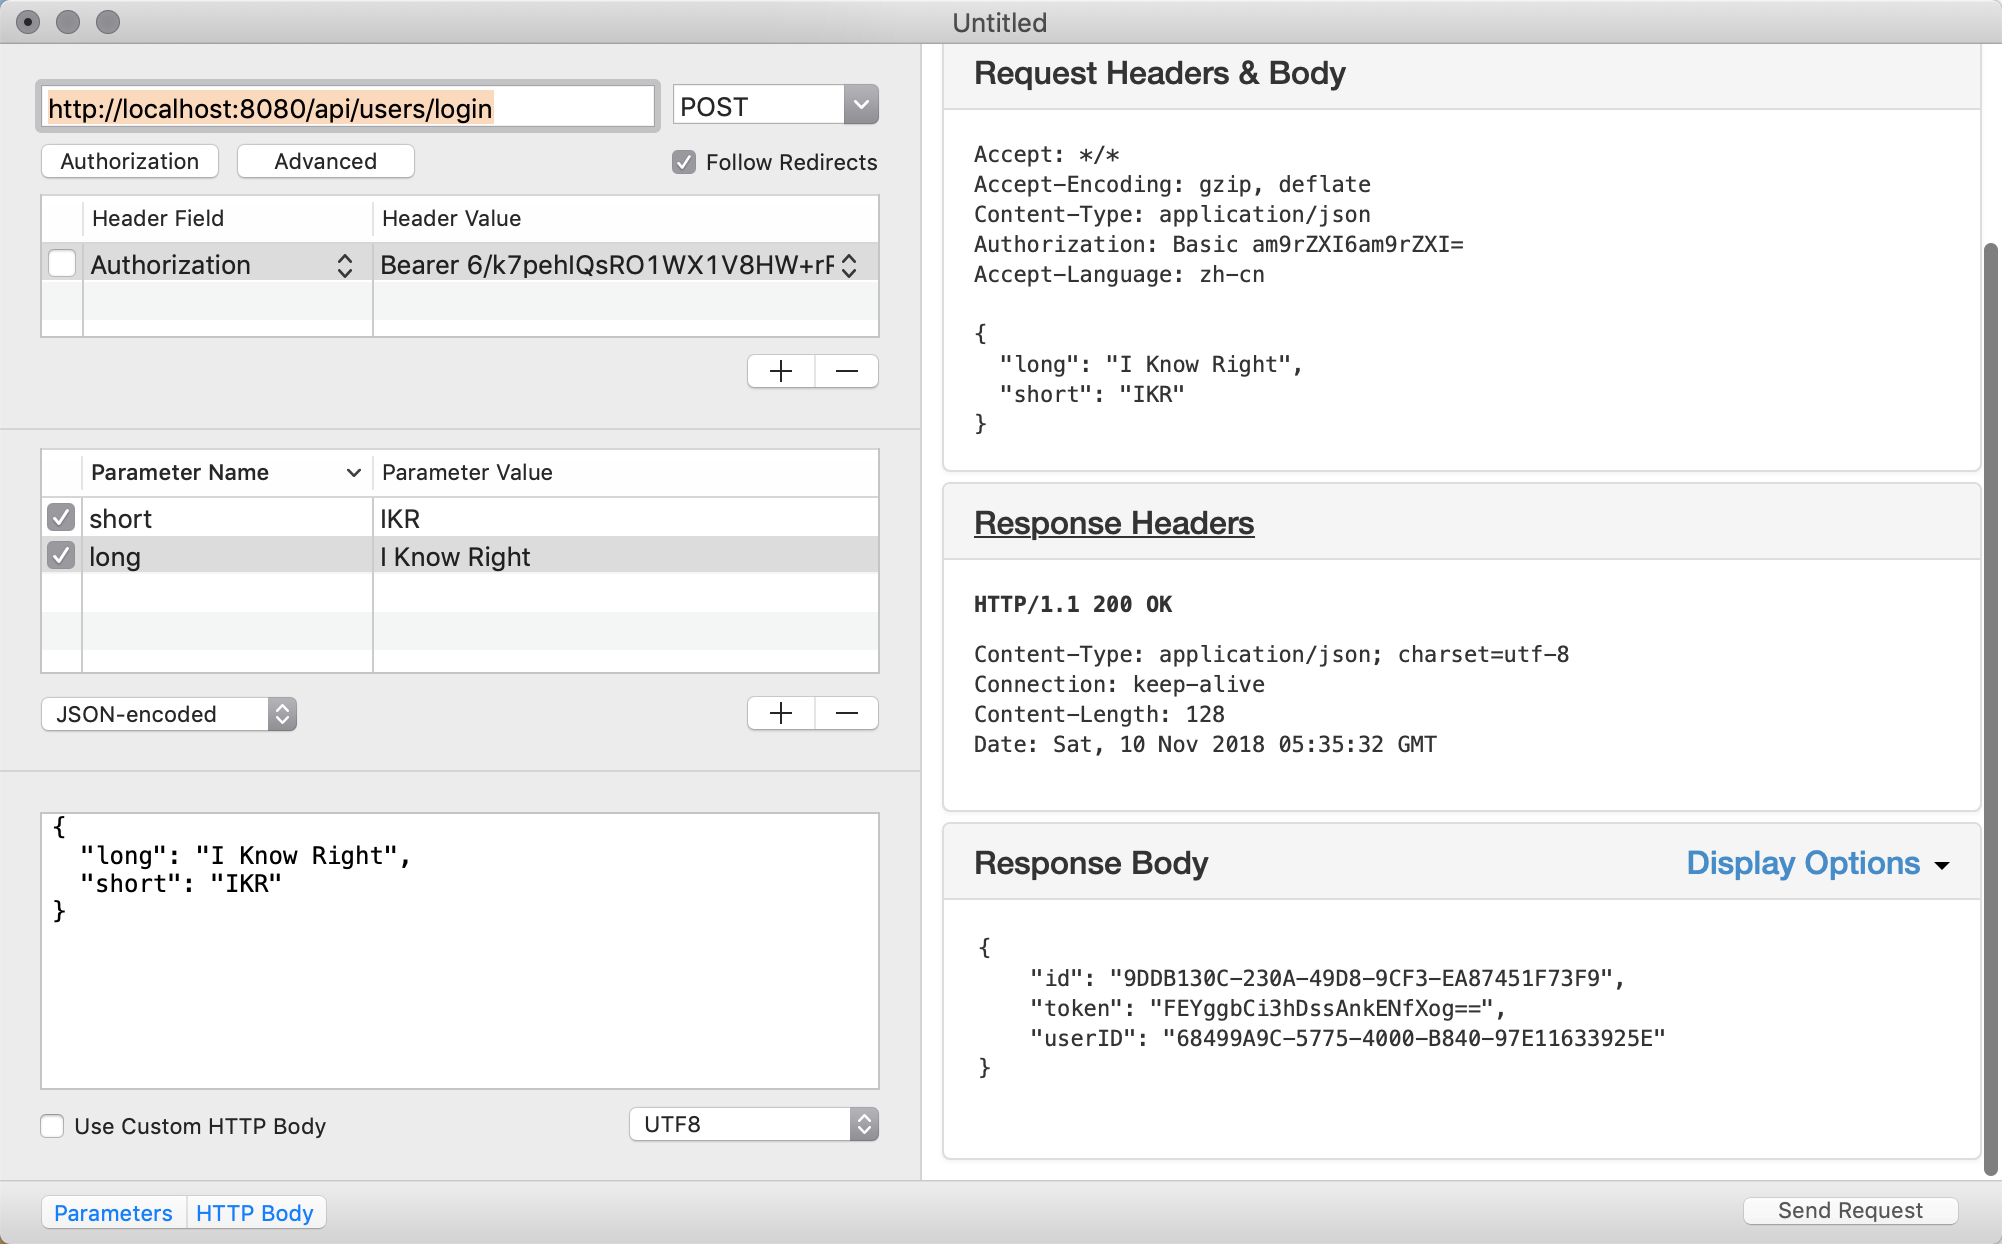 Untitled
http://localhost:8080/api/users/login
POST
Authorization
Advanced
Follow Redirects
Header Field
Header Value
Authorization
Bearer 6/k7pehIQsRO1WX1V8HW+rF
Parameter Name
Parameter Value
short
IKR
long
I Know Right
JSON-encoded
{
"long": "I Know Right",
"short": "IKR"
}
Use Custom HTTP Body
UTF8
Parameters
HTTP Body
Request Headers & Body
Accept: */*
Accept-Encoding: gzip, deflate
Content-Type: application/json
Authorization: Basic am9rZXI6am9rZXI=
Accept-Language: zh-cn
{
"long": "I Know Right",
"short": "IKR"
}
Response Headers
HTTP/1.1 200 OK
Content-Type: application/json; charset=utf-8
Connection: keep-alive
Content-Length: 128
Date: Sat, 10 Nov 2018 05:35:32 GMT
Response Body
Display Options
{
"id": "9DDB130C-230A-49D8-9CF3-EA87451F73F9",
"token": "FEYggbCi3hDssAnkENfXog==",
"userID": "68499A9C-5775-4000-B840-97E11633925E"
}
Send Request